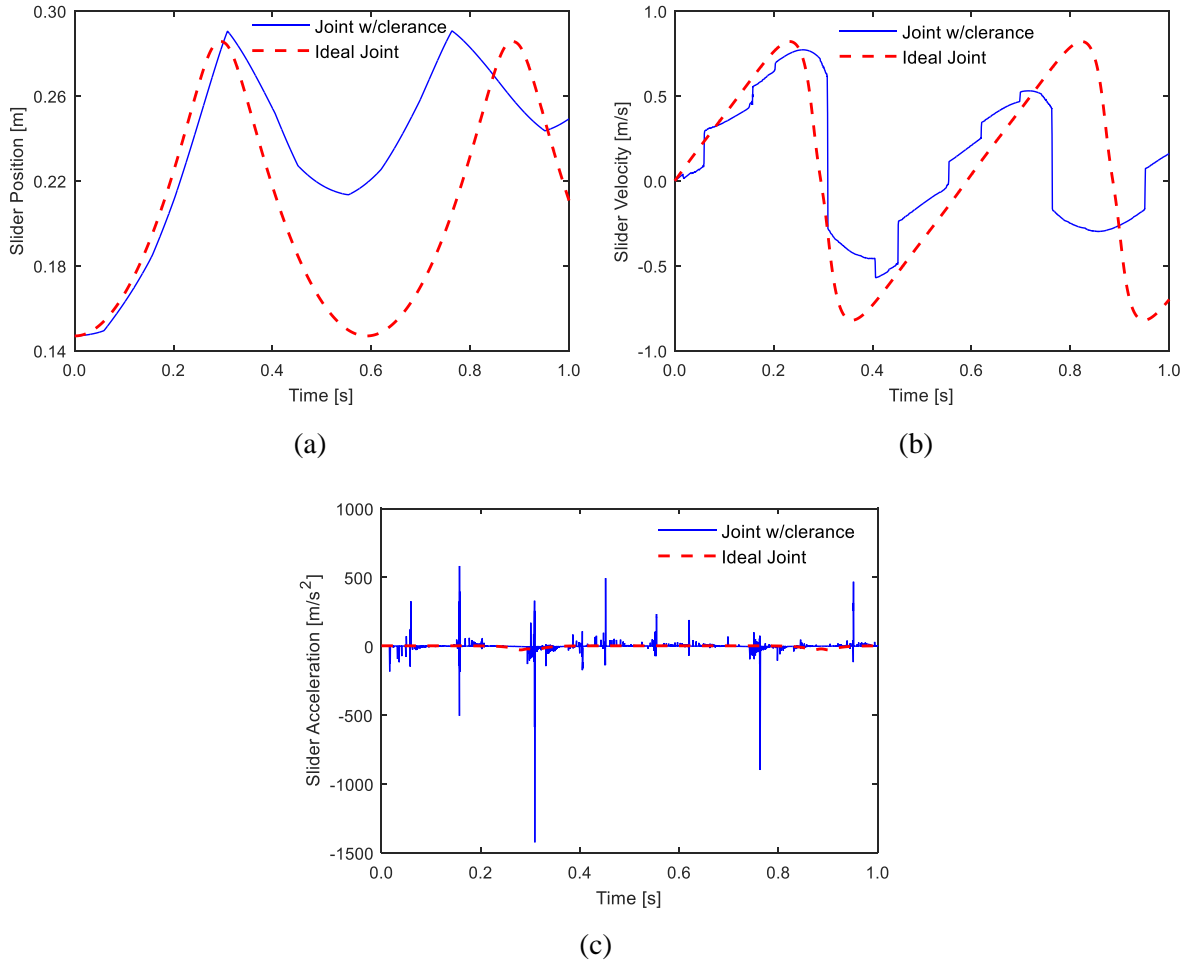 0.30
0.26
0.22
0.18
0.14
Slider Position [m]
Joint w/clerance
Ideal Joint
0.0 0.2 0.4 0.6 0.8 1.0
Time [s]
(a)
1.0
0.5
0.0
-0.5
-1.0
Slider Velocity [m/s]
Joint w/clerance
Ideal Joint
0.0 0.2 0.4 0.6 0.8 1.0
Time [s]
(b)
1000
500
0
-500
-1000
-1500
Slider Acceleration [m/s²]
Joint w/clerance
Ideal Joint
0.0 0.2 0.4 0.6 0.8 1.0
Time [s]
(c)